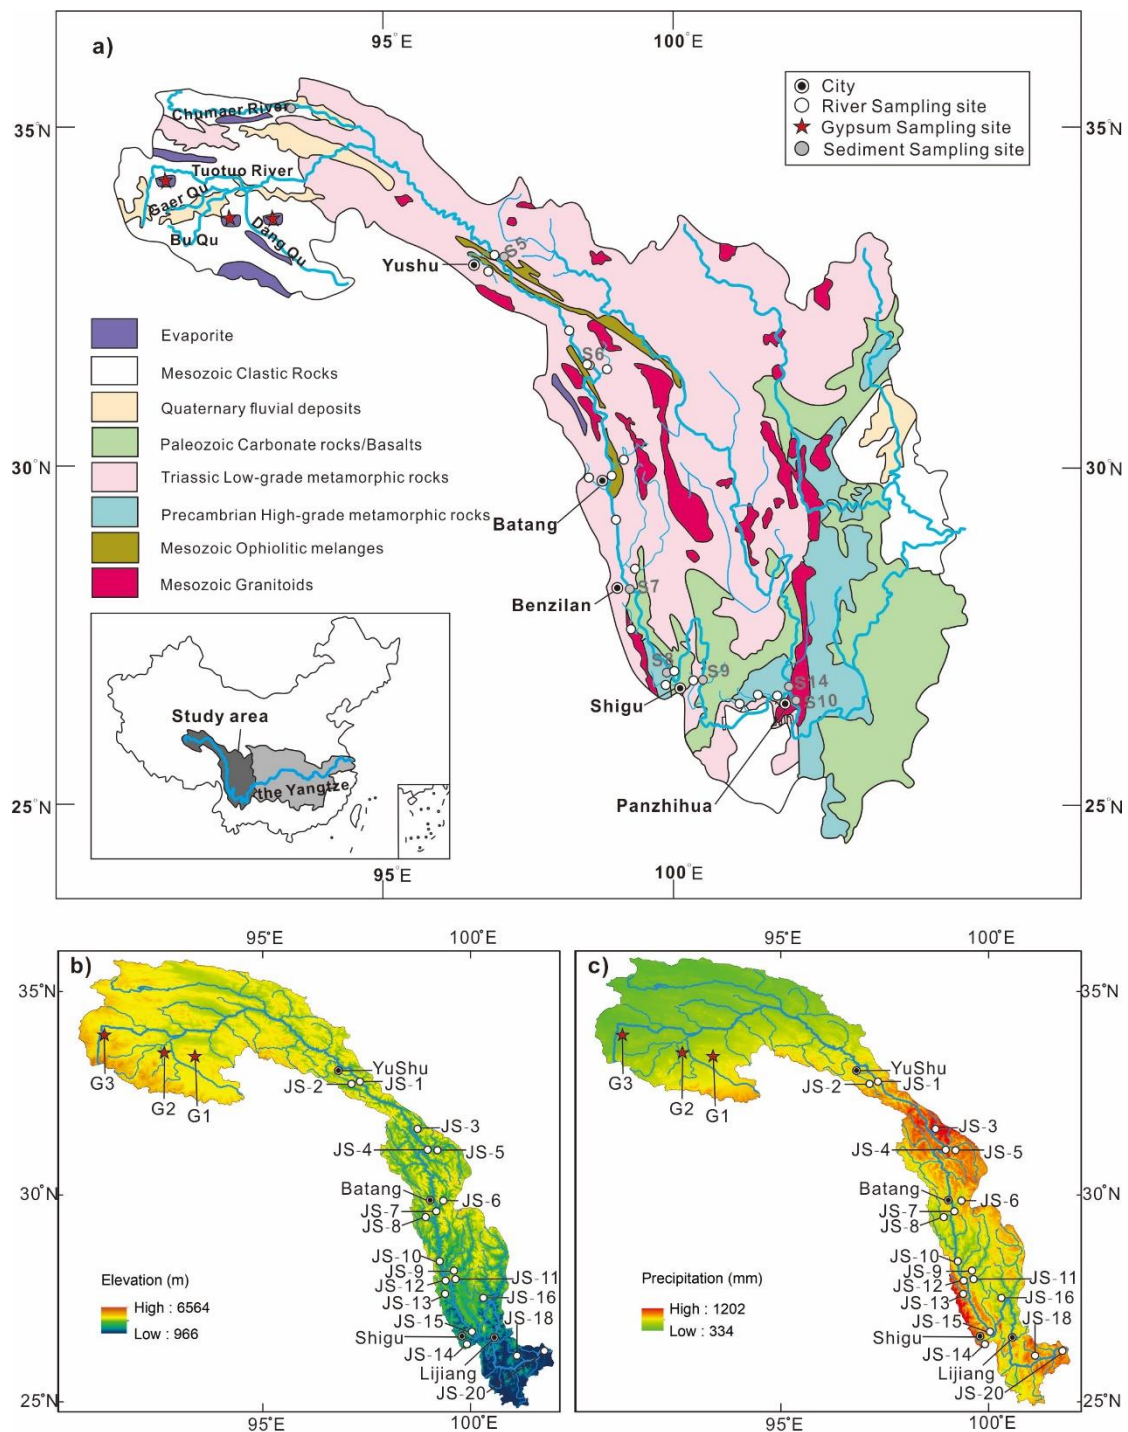 95°E
100°E
a)
City
River Sampling site
Gypsum Sampling site
Sediment Sampling site
35°N
35°N
Chumaer River
Tuotuo River
Gaer Qu
Bu Qu
Dang Qu
Yushu
S5
Evaporite
Mesozoic Clastic Rocks
Quaternary fluvial deposits
Paleozoic Carbonate rocks/Basalts
Triassic Low-grade metamorphic rocks
Precambrian High-grade metamorphic rocks
Mesozoic Ophiolitic melanges
Mesozoic Granitoids
S6
30°N
30°N
Batang
Benzilan
S7
S8
S9
S14
S10
Shigu
Panzhihua
Study area
the Yangtze
25°N
25°N
95°E
100°E
95°E
100°E
b)
35°N
G3
G2
G1
YuShu
JS-2
JS-1
JS-3
JS-4
JS-5
30°N
Batang
JS-6
JS-7
JS-8
JS-10
JS-9
JS-12
JS-11
JS-13
JS-16
JS-15
JS-18
Shigu
JS-14
Lijiang
JS-20
Elevation (m)
High : 6564
Low : 966
25°N
95°E
100°E
95°E
100°E
c)
35°N
G3
G2
G1
YuShu
JS-2
JS-1
JS-3
JS-4
JS-5
30°N
Batang
JS-6
JS-7
JS-8
JS-10
JS-9
JS-12
JS-11
JS-13
JS-16
JS-15
JS-18
Shigu
JS-14
Lijiang
JS-20
Precipitation (mm)
High : 1202
Low : 334
25°N
95°E
100°E